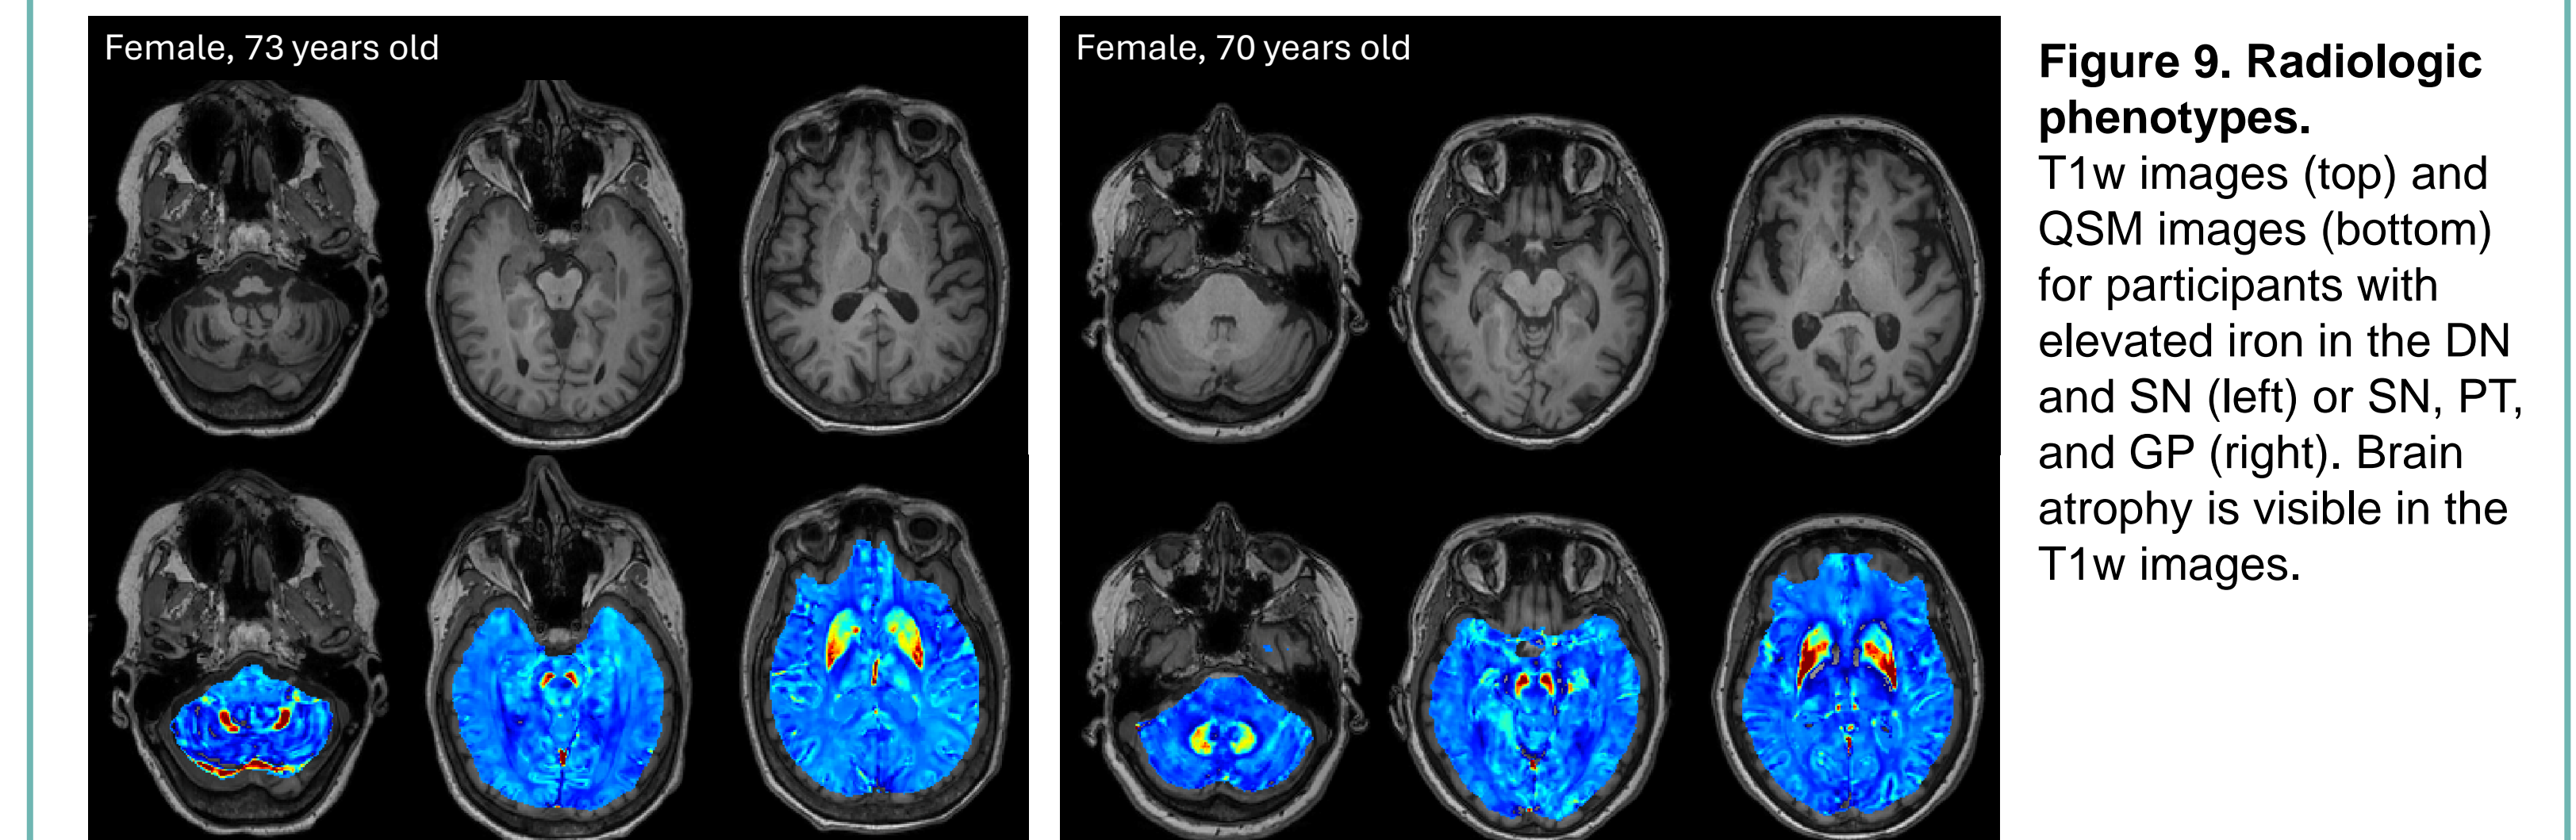 Female, 73 years old
Female, 70 years old
Figure 9. Radiologic
phenotypes.
T1w images (top) and
QSM images (bottom)
for participants with
elevated iron in the DN
and SN (left) or SN, PT,
and GP (right). Brain
atrophy is visible in the
T1w images.